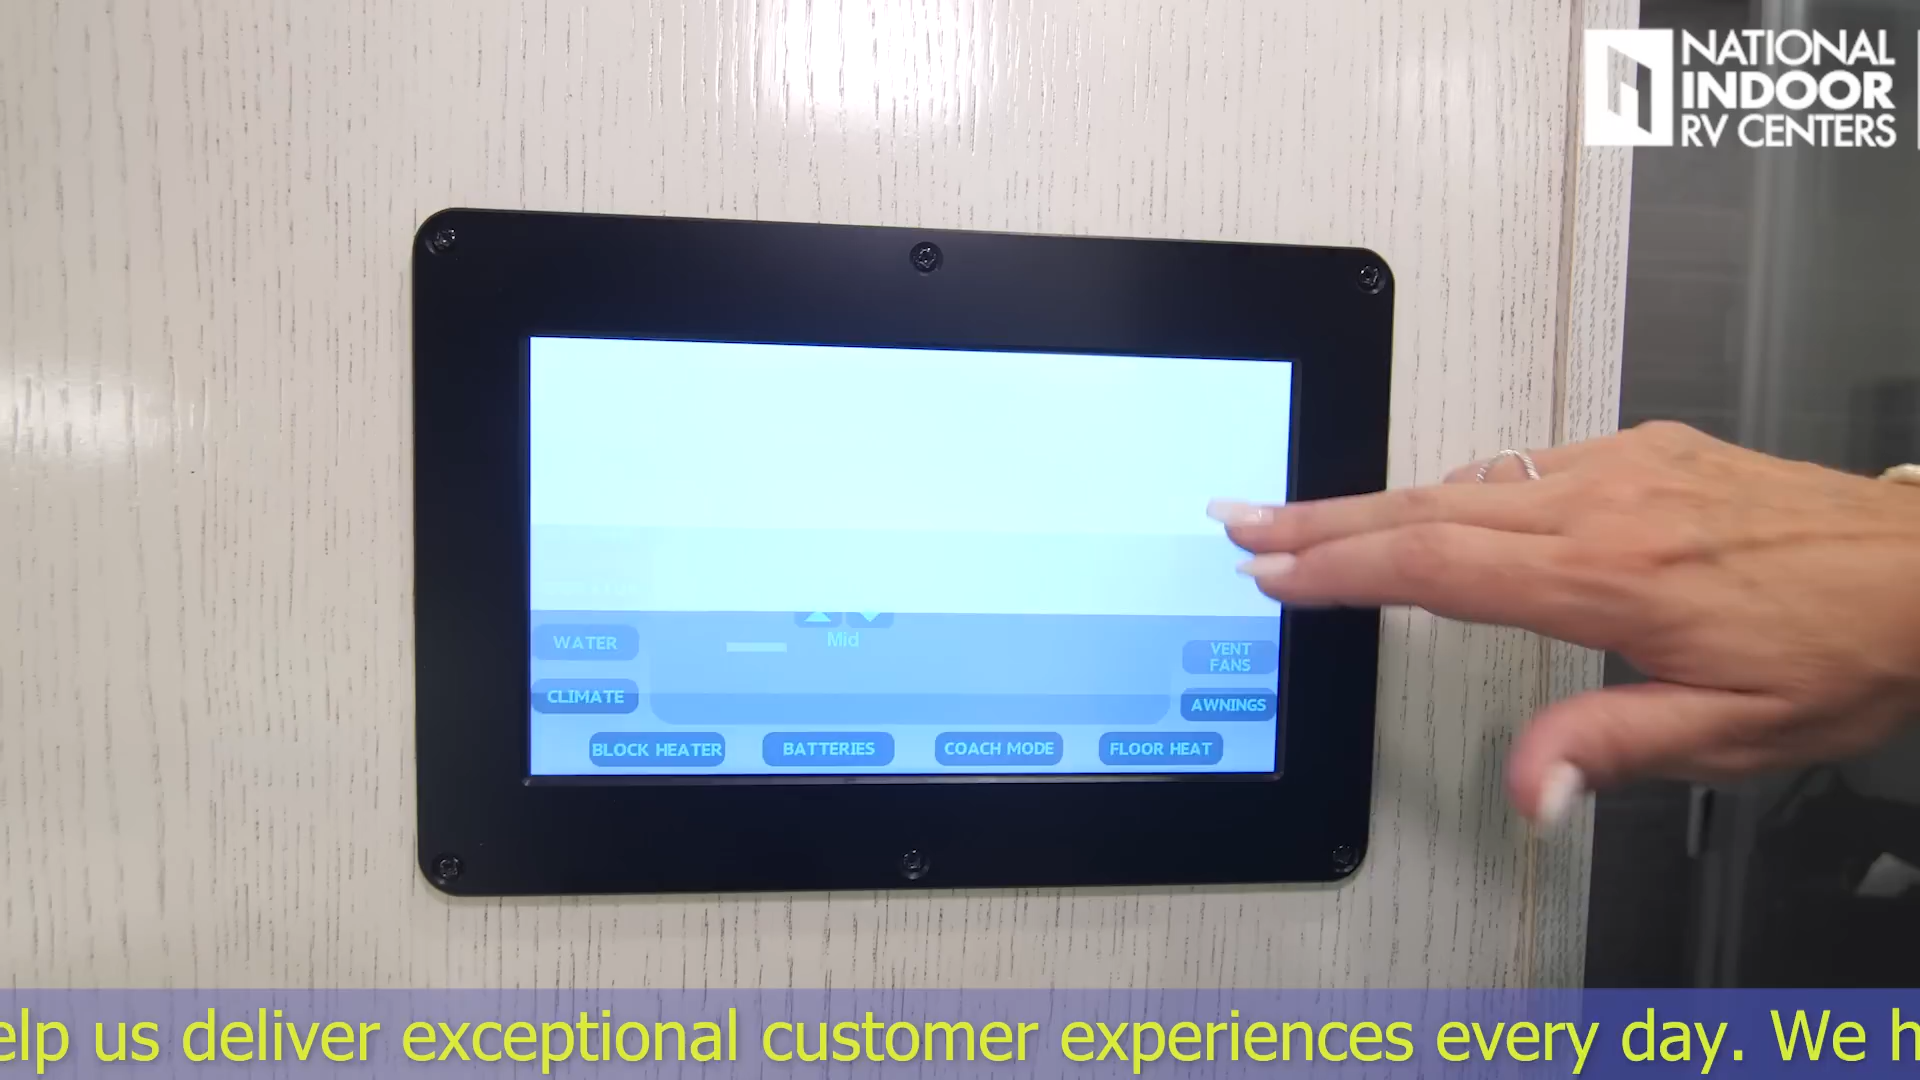 NATIONAL
INDOOR
RV CENTERS
Mid
WATER
VENT
FANS
CLIMATE
AWNINGS
BLOCK HEATER
BATTERIES
COACH MODE
FLOOR HEAT
elp us deliver exceptional customer experiences every day. We h